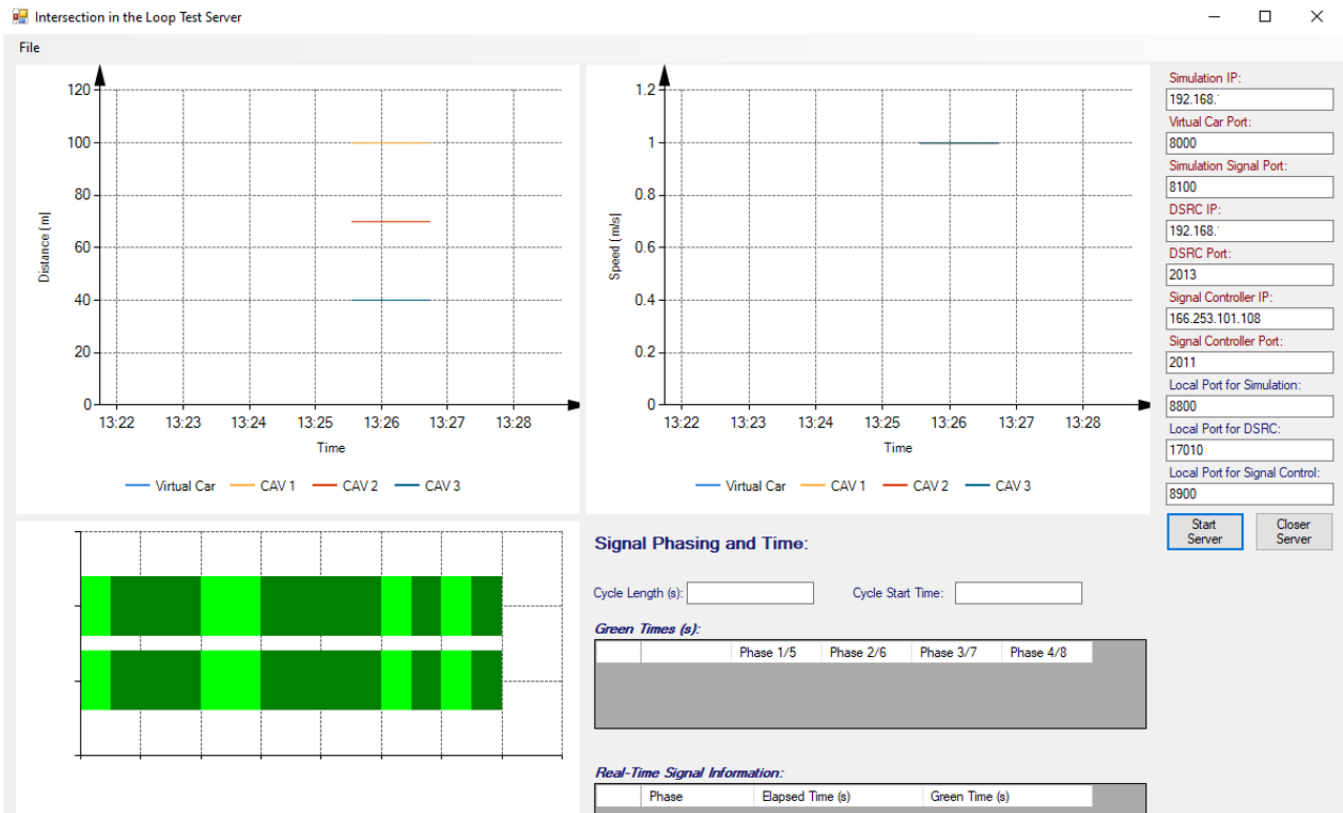 Intersection in the Loop Test Server
File
120
100
80
60
40
20
0
Distance [m]
13:22 13:23 13:24 13:25 13:26 13:27 13:28
Time
Virtual Car CAV 1 CAV 2 CAV 3
1.2
1
0.8
0.6
0.4
0.2
0
Speed [m/s]
13:22 13:23 13:24 13:25 13:26 13:27 13:28
Time
Virtual Car CAV 1 CAV 2 CAV 3
Simulation IP:
192.168.
Virtual Car Port:
8000
Simulation Signal Port:
8100
DSRC IP:
192.168.
DSRC Port:
2013
Signal Controller IP:
166.253.101.108
Signal Controller Port:
2011
Local Port for Simulation:
8800
Local Port for DSRC:
17010
Local Port for Signal Control:
8900
Start
Server
Closer
Server
Signal Phasing and Time:
Cycle Length (s): Cycle Start Time:
Green Times (s):
Phase 1/5 Phase 2/6 Phase 3/7 Phase 4/8
Real-Time Signal Information:
Phase Elapsed Time (s) Green Time (s)